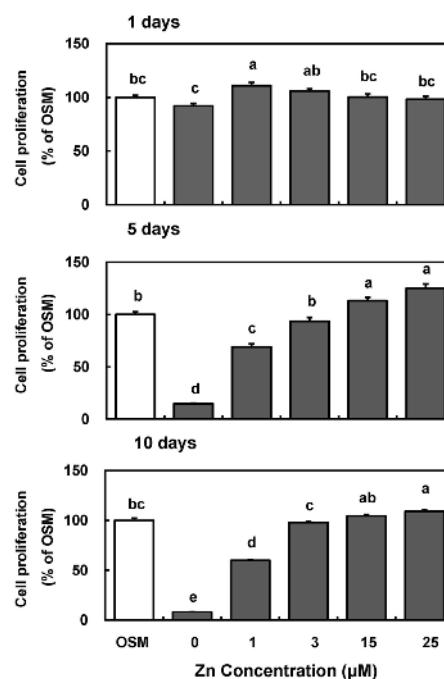 1 days
Cell proliferation
(% of OSM)
150
100
50
0
bc
c
a
ab
bc
bc
5 days
Cell proliferation
(% of OSM)
150
100
50
0
b
d
c
b
a
a
10 days
Cell proliferation
(% of OSM)
150
100
50
0
bc
e
d
c
ab
a
OSM 0 1 3 15 25
Zn Concentration (µM)